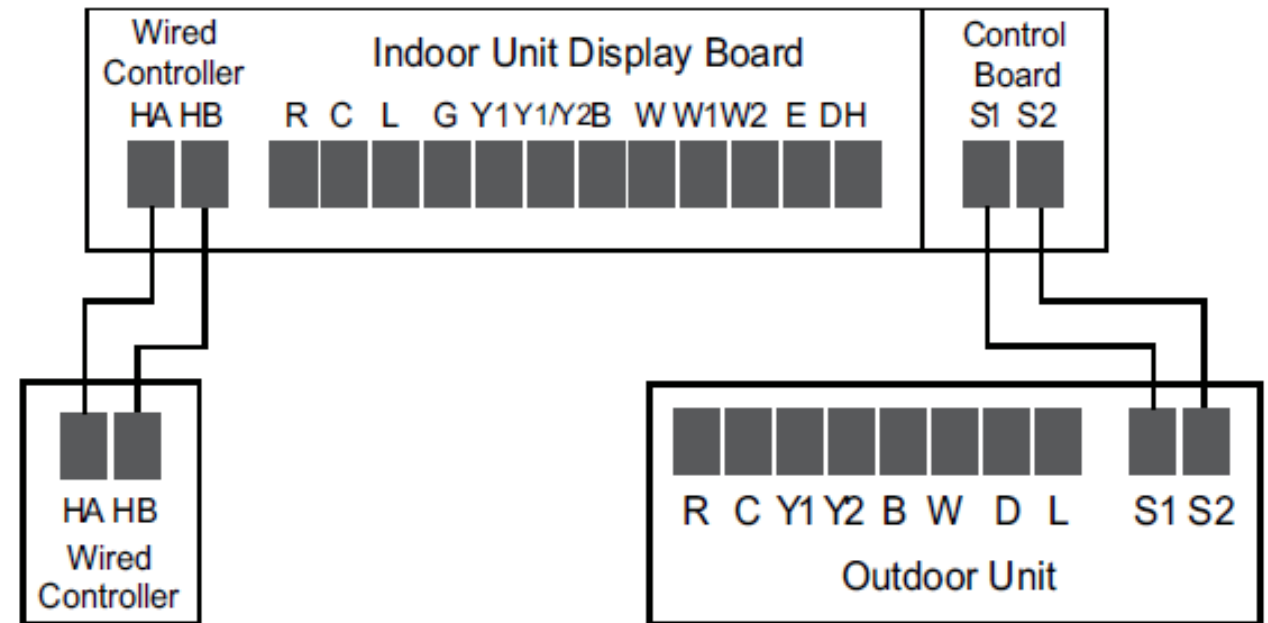 Wired
Controller
HA HB
Indoor Unit Display Board
R C L G Y1 Y1/Y2 B W W1 W2 E DH
Control
Board
S1 S2
HA HB
Wired
Controller
R C Y1 Y2 B W D L S1 S2
Outdoor Unit